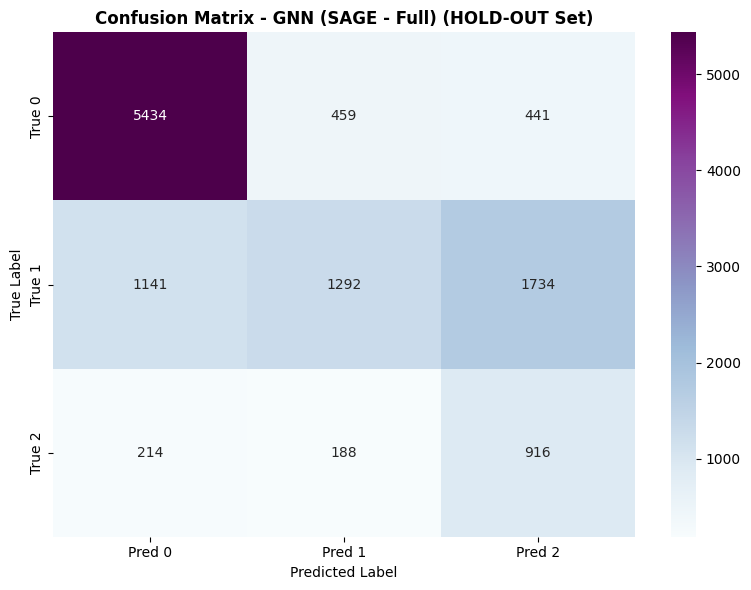 Confusion Matrix - GNN (SAGE - Full) (HOLD-OUT Set)
True Label
True 0
5434 459 441
True 1
1141 1292 1734
True 2
214 188 916
Pred 0 Pred 1 Pred 2
Predicted Label
5000
4000
3000
2000
1000